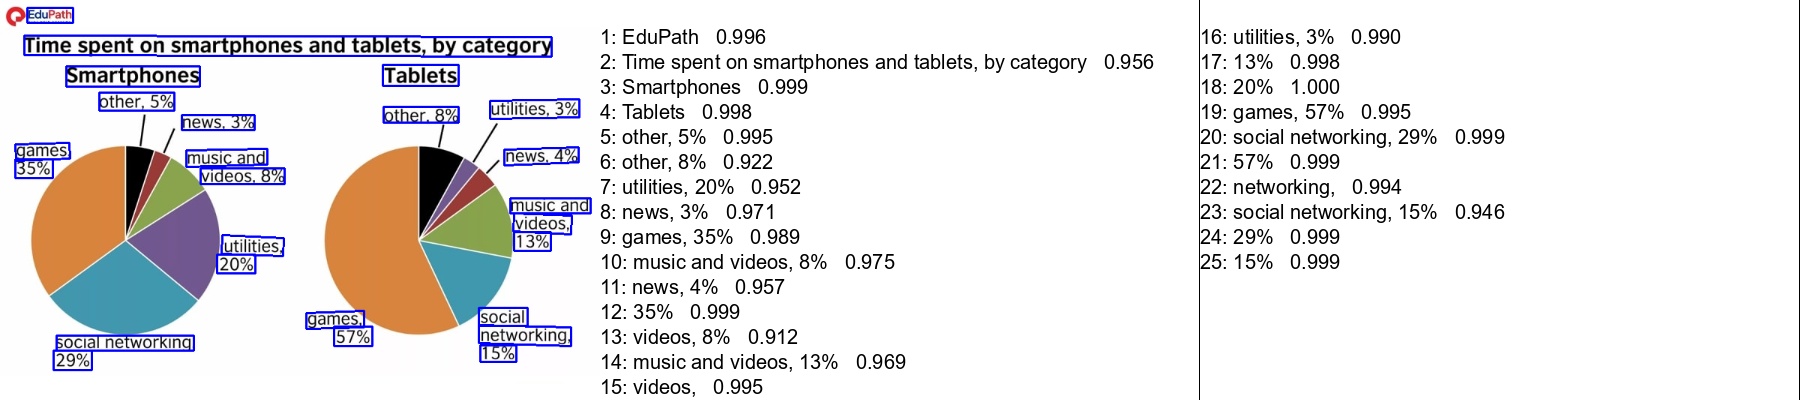 EduPath
Time spent on smartphones and tablets, by category
Smartphones
other, 5%
news, 3%
games,
35%
music and
videos, 8%
utilities,
20%
social networking
29%
Tablets
other, 8%
utilities, 3%
news, 4%
music and
videos,
13%
games,
57%
social
networking,
15%
1: EduPath 0.996
2: Time spent on smartphones and tablets, by category 0.956
3: Smartphones 0.999
4: Tablets 0.998
5: other, 5% 0.995
6: other, 8% 0.922
7: utilities, 20% 0.952
8: news, 3% 0.971
9: games, 35% 0.989
10: music and videos, 8% 0.975
11: news, 4% 0.957
12: 35% 0.999
13: videos, 8% 0.912
14: music and videos, 13% 0.969
15: videos, 0.995
16: utilities, 3% 0.990
17: 13% 0.998
18: 20% 1.000
19: games, 57% 0.995
20: social networking, 29% 0.999
21: 57% 0.999
22: networking, 0.994
23: social networking, 15% 0.946
24: 29% 0.999
25: 15% 0.999